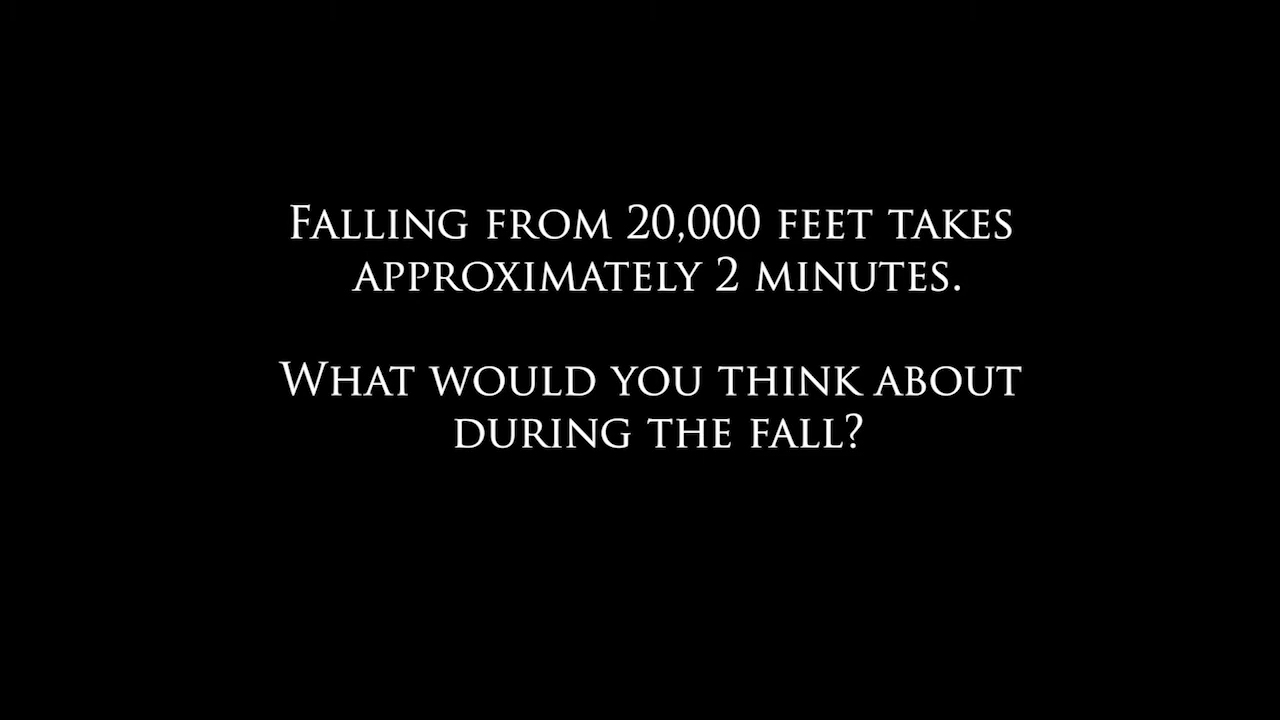 Falling from 20,000 feet takes
approximately 2 minutes.
What would you think about
during the fall?